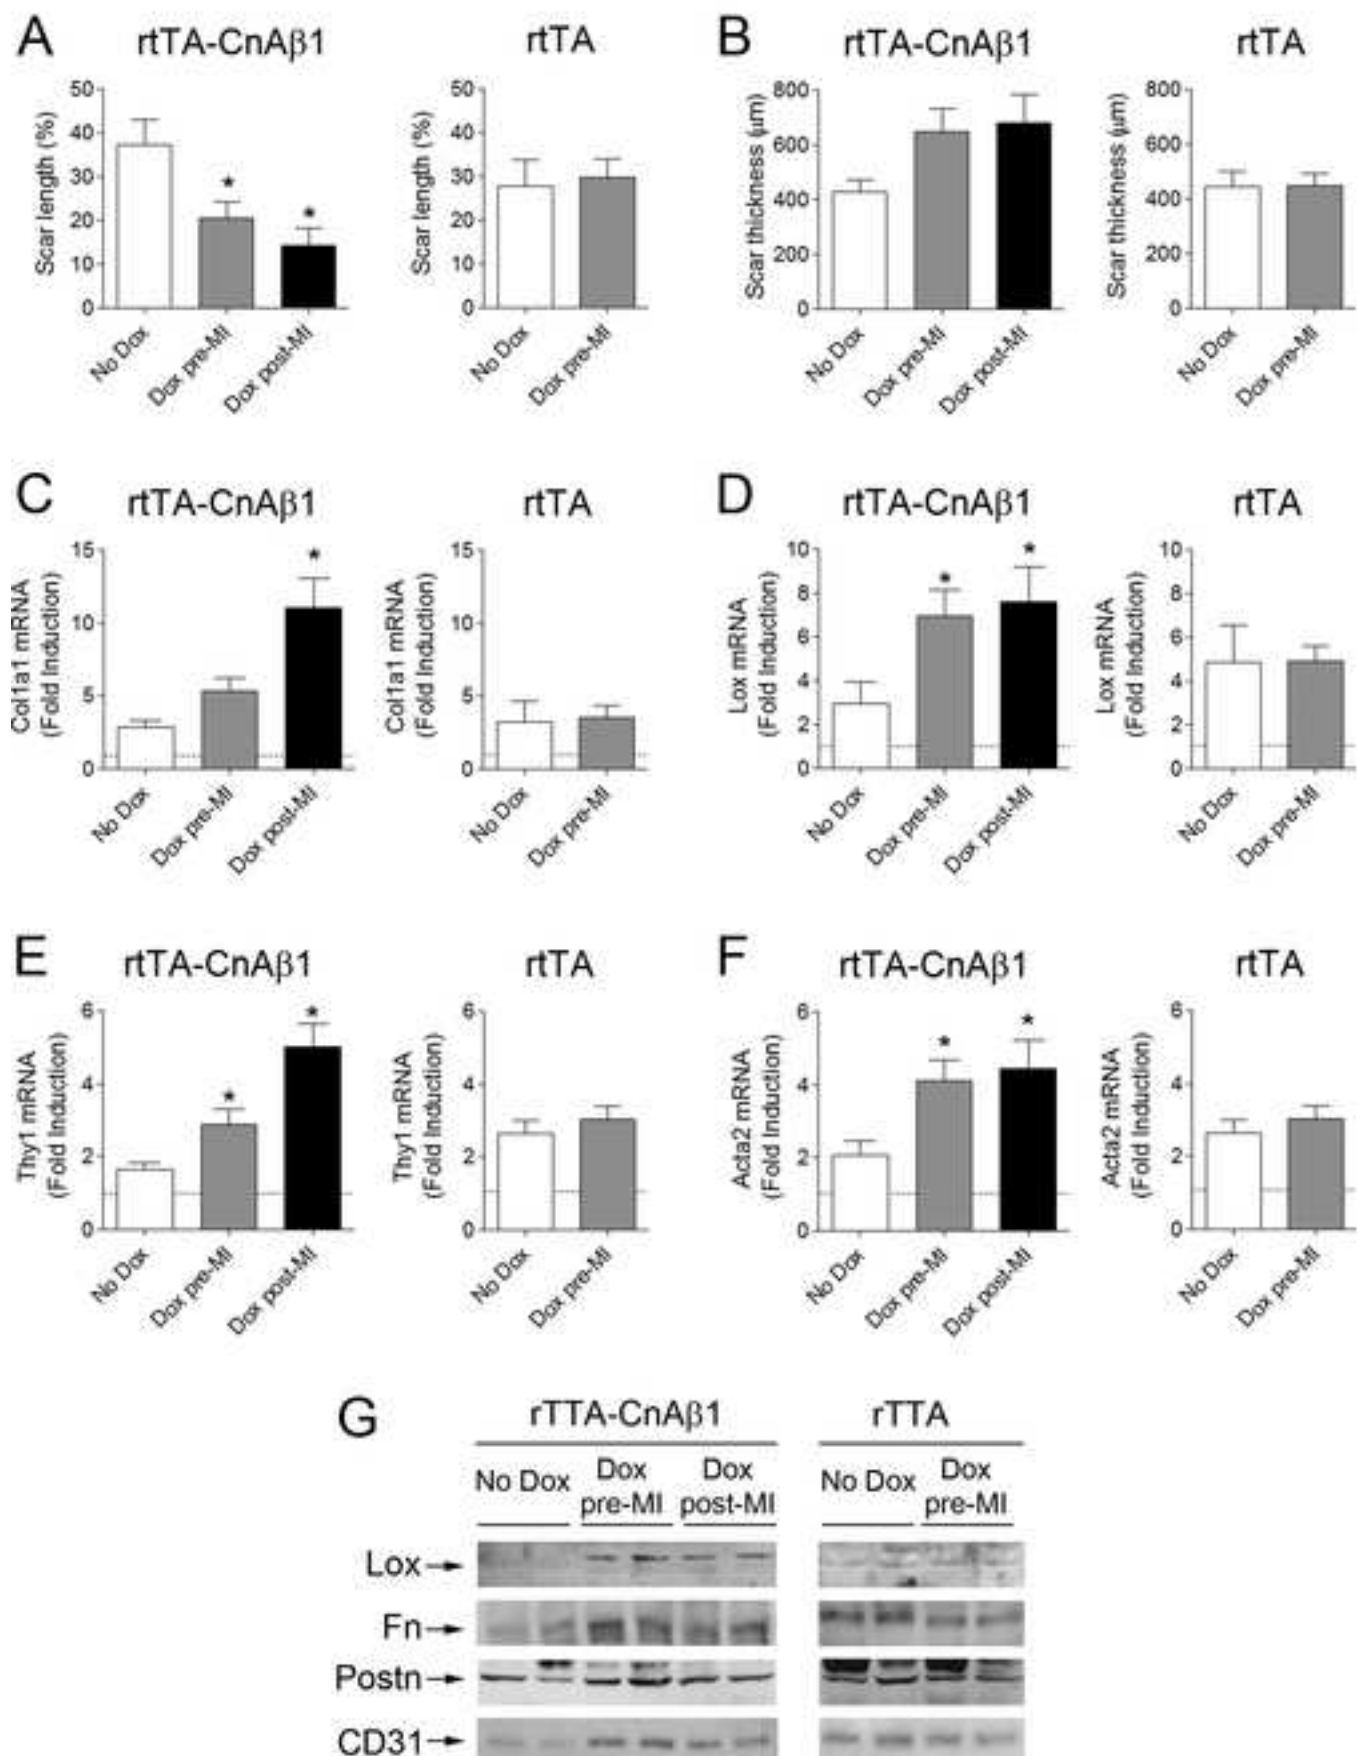 A
rtTA-CnAβ1
rtTA
Scar length (%)
50
40
30
20
10
0
*
*
No Dox
Dox pre-MI
Dox post-MI
Scar length (%)
50
40
30
20
10
0
No Dox
Dox pre-MI
B
rtTA-CnAβ1
rtTA
Scar thickness (µm)
800
600
400
200
0
No Dox
Dox pre-MI
Dox post-MI
Scar thickness (µm)
800
600
400
200
0
No Dox
Dox pre-MI
C
rtTA-CnAβ1
rtTA
Col1a1 mRNA
(Fold Induction)
15
10
5
0
*
No Dox
Dox pre-MI
Dox post-MI
Col1a1 mRNA
(Fold Induction)
15
10
5
0
No Dox
Dox pre-MI
D
rtTA-CnAβ1
rtTA
Lox mRNA
(Fold Induction)
10
8
6
4
2
0
*
*
No Dox
Dox pre-MI
Dox post-MI
Lox mRNA
(Fold Induction)
10
8
6
4
2
0
No Dox
Dox pre-MI
E
rtTA-CnAβ1
rtTA
Thy1 mRNA
(Fold Induction)
6
4
2
0
*
*
No Dox
Dox pre-MI
Dox post-MI
Thy1 mRNA
(Fold Induction)
6
4
2
0
No Dox
Dox pre-MI
F
rtTA-CnAβ1
rtTA
Acta2 mRNA
(Fold Induction)
6
4
2
0
*
*
No Dox
Dox pre-MI
Dox post-MI
Acta2 mRNA
(Fold Induction)
6
4
2
0
No Dox
Dox pre-MI
G
rTTA-CnAβ1
rTTA
No Dox
Dox
pre-MI
Dox
post-MI
No Dox
Dox
pre-MI
Lox
Fn
Postn
CD31